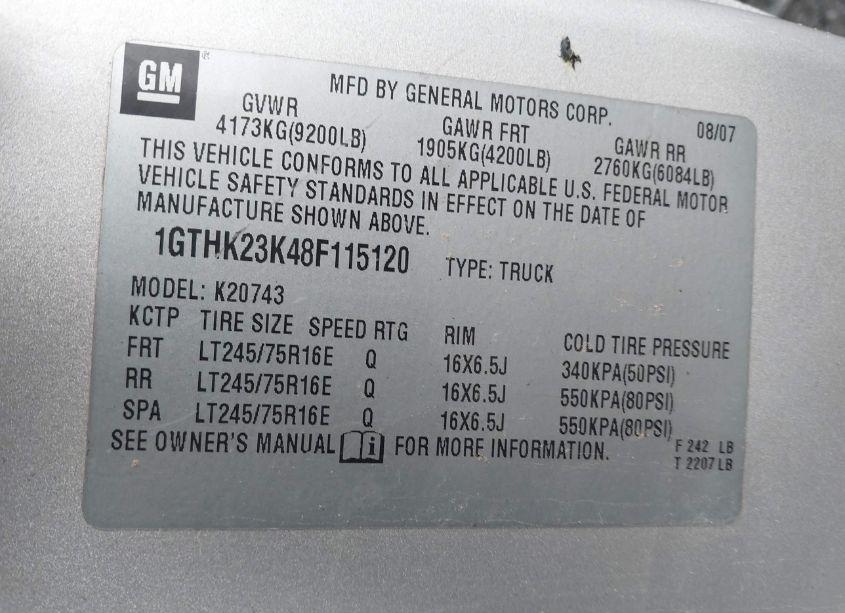 GM
MFD BY GENERAL MOTORS CORP. 08/07
GVWR GAWR FRT GAWR RR
4173KG(9200LB) 1905KG(4200LB) 2760KG(6084LB)
THIS VEHICLE CONFORMS TO ALL APPLICABLE U.S. FEDERAL MOTOR
VEHICLE SAFETY STANDARDS IN EFFECT ON THE DATE OF
MANUFACTURE SHOWN ABOVE.
1GTHK23K48F115120 TYPE: TRUCK
MODEL: K20743
KCTP TIRE SIZE SPEED RTG RIM COLD TIRE PRESSURE
FRT LT245/75R16E Q 16X6.5J 340KPA(50PSI)
RR LT245/75R16E Q 16X6.5J 550KPA(80PSI)
SPA LT245/75R16E Q 16X6.5J 550KPA(80PSI)
SEE OWNER'S MANUAL i FOR MORE INFORMATION.
F 242 LB
T 2207 LB